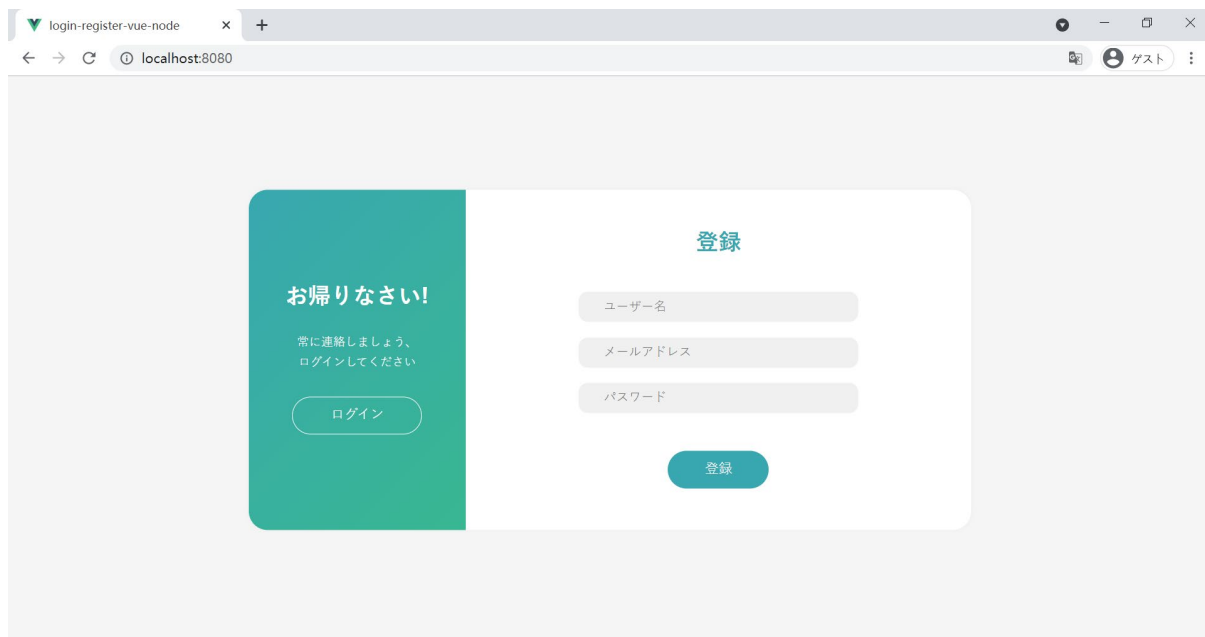 login-register-vue-node
localhost:8080
ゲスト
お帰りなさい!
常に連絡しましょう、
ログインしてください
ログイン
登録
ユーザー名
メールアドレス
パスワード
登録